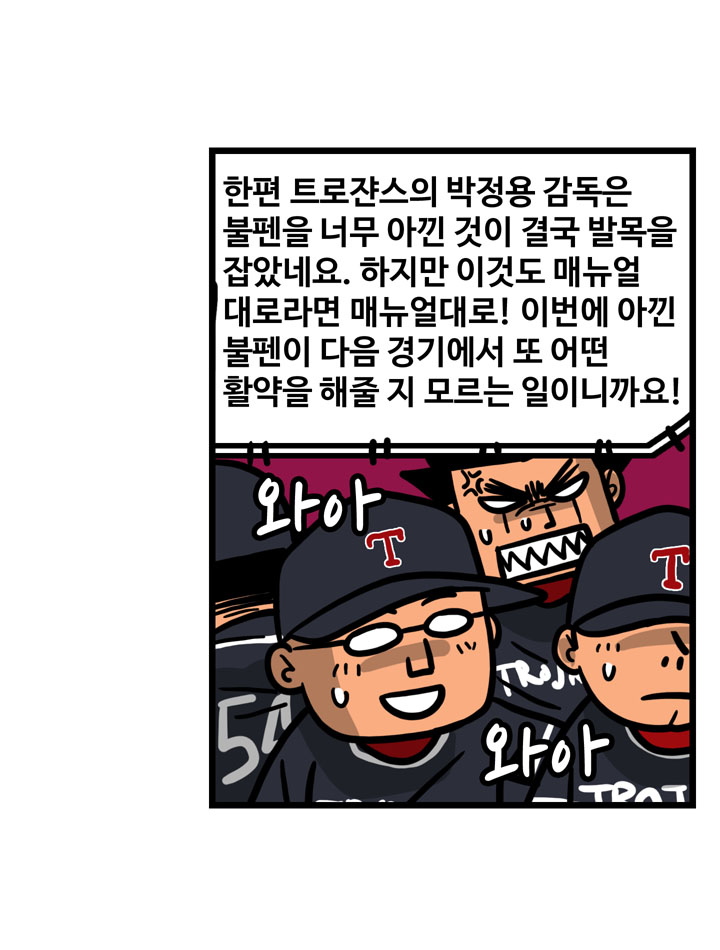 한편 트로쟌스의 박정용 감독은
불펜을 너무 아낀 것이 결국 발목을
잡았네요. 하지만 이것도 매뉴얼
대로라면 매뉴얼대로! 이번에 아낀
불펜이 다음 경기에서 또 어떤
활약을 해줄 지 모르는 일이니까요!
와아
T
T
TROJA
54
와아
TROJ